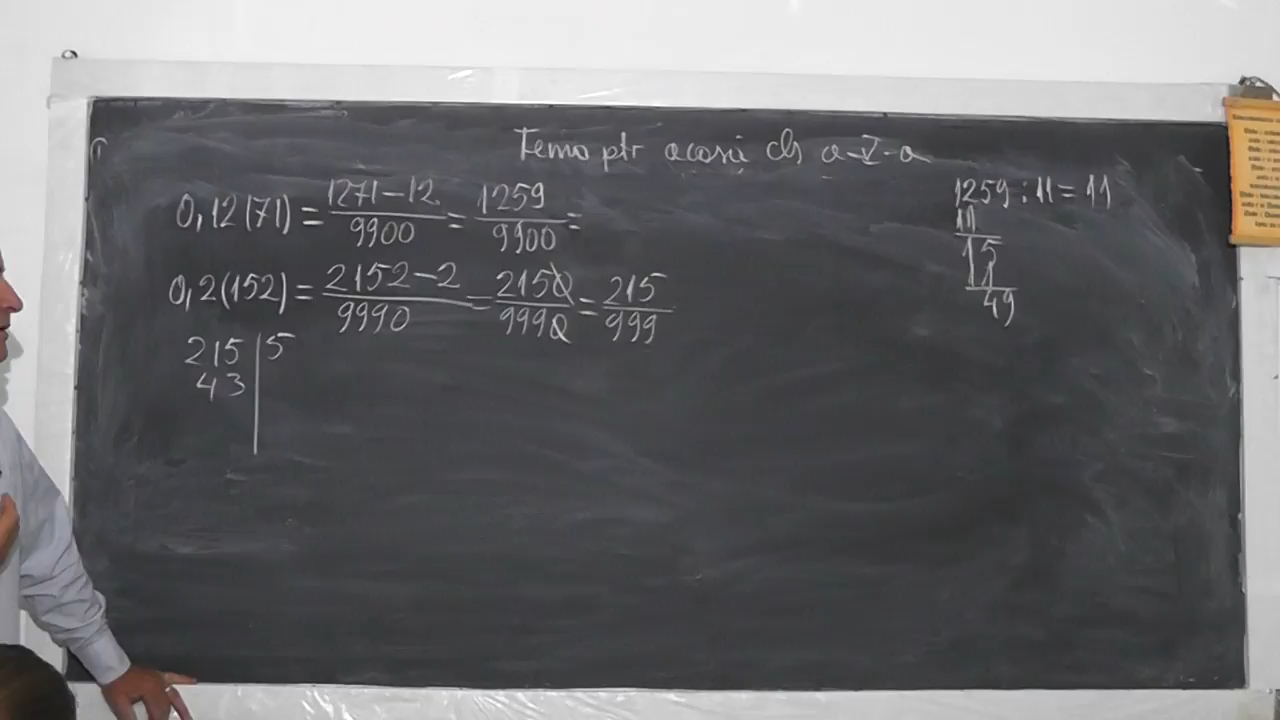 Tema ptr acasă cls a-V-a
0,12(71) = 1271-12/9900 = 1259/9900 =
0,2(152) = 2152-2/9990 = 2150/9990 = 215/999
215 | 5
43 |
1259 : 11 = 11
11
15
11
49